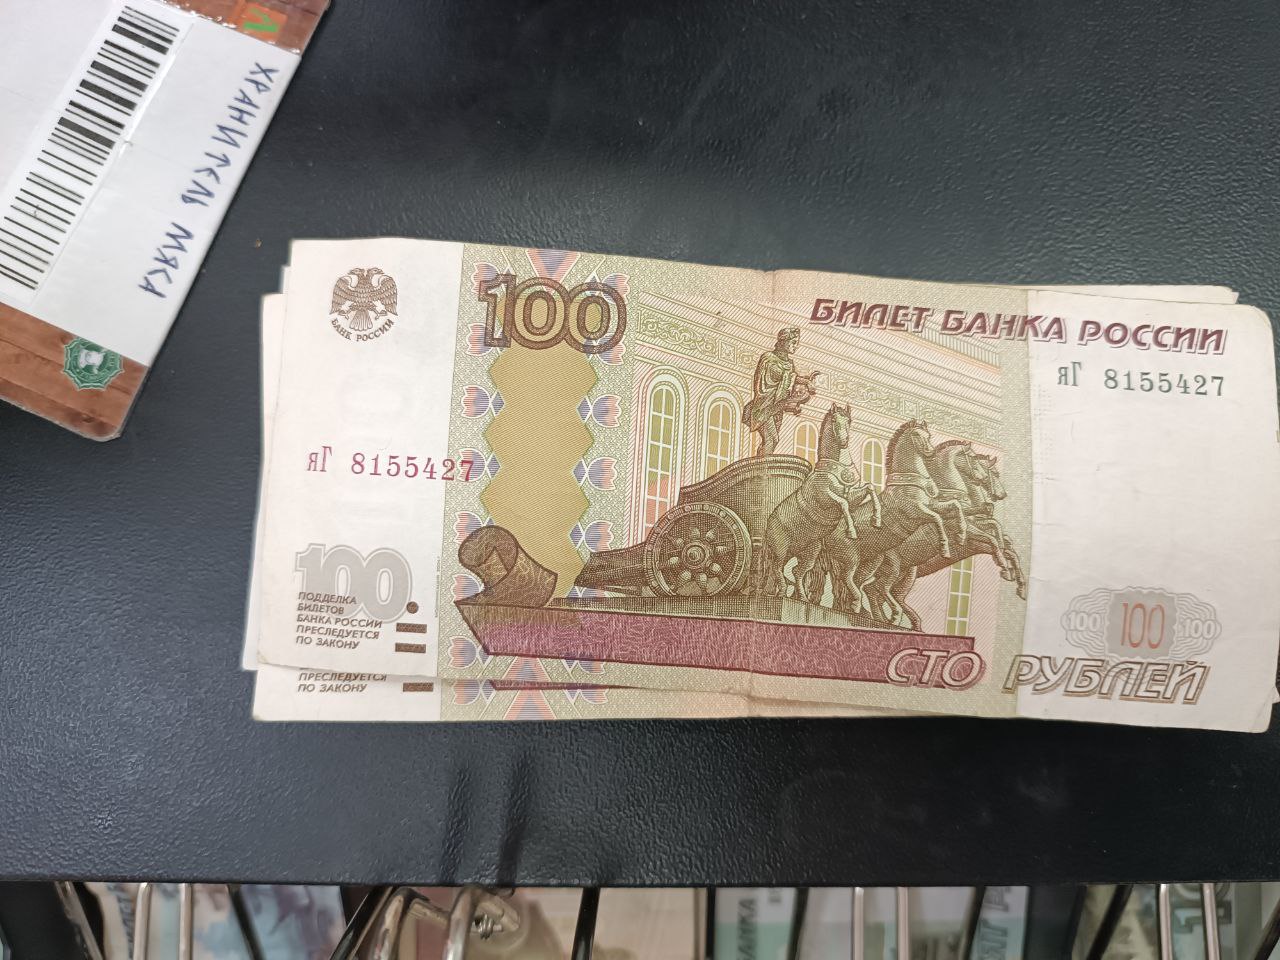 ХРАНИТЕЛЬ МЯСА
БАНК РОССИИ
100
БИЛЕТ БАНКА РОССИИ
яГ 8155427
яГ 8155427
100
ПОДДЕЛКА
БИЛЕТОВ
БАНКА РОССИИ
ПРЕСЛЕДУЕТСЯ
ПО ЗАКОНУ
100 100 100
СТО РУБЛЕЙ
ПРЕСЛЕДУЕТСЯ
ПО ЗАКОНУ